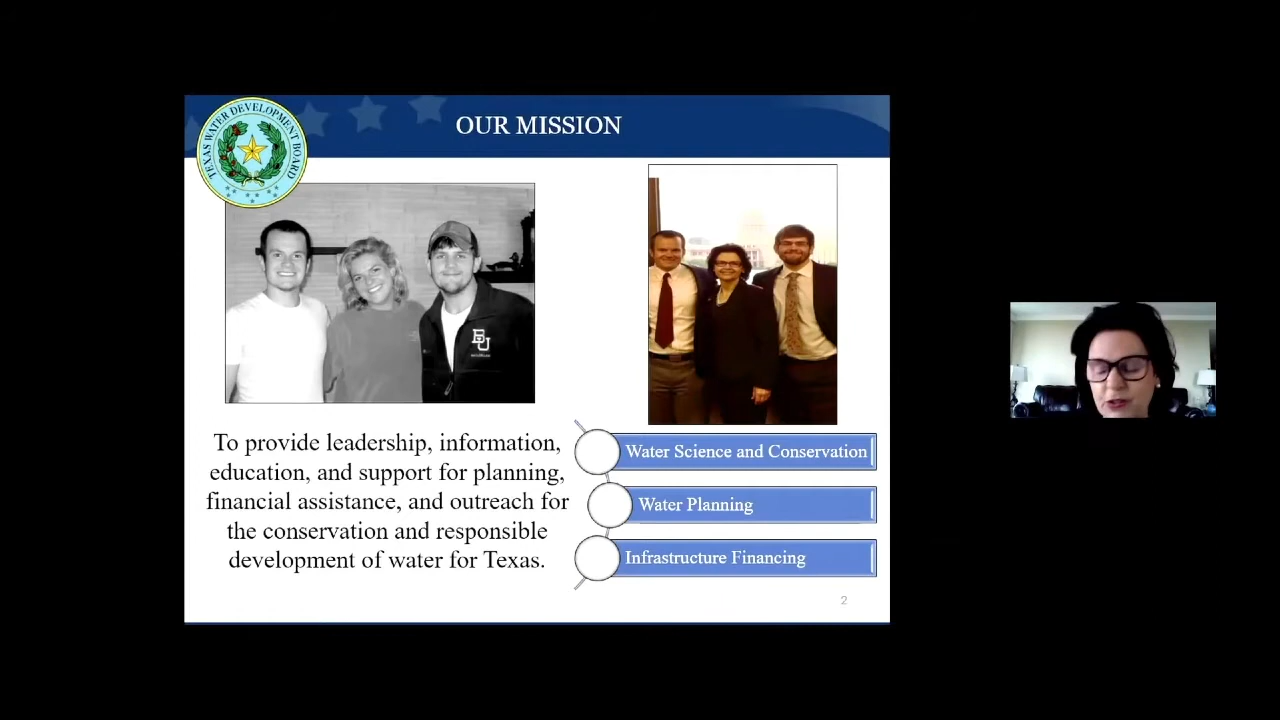 TEXAS WATER DEVELOPMENT BOARD
OUR MISSION
BU
To provide leadership, information,
education, and support for planning,
financial assistance, and outreach for
the conservation and responsible
development of water for Texas.
Water Science and Conservation
Water Planning
Infrastructure Financing
2